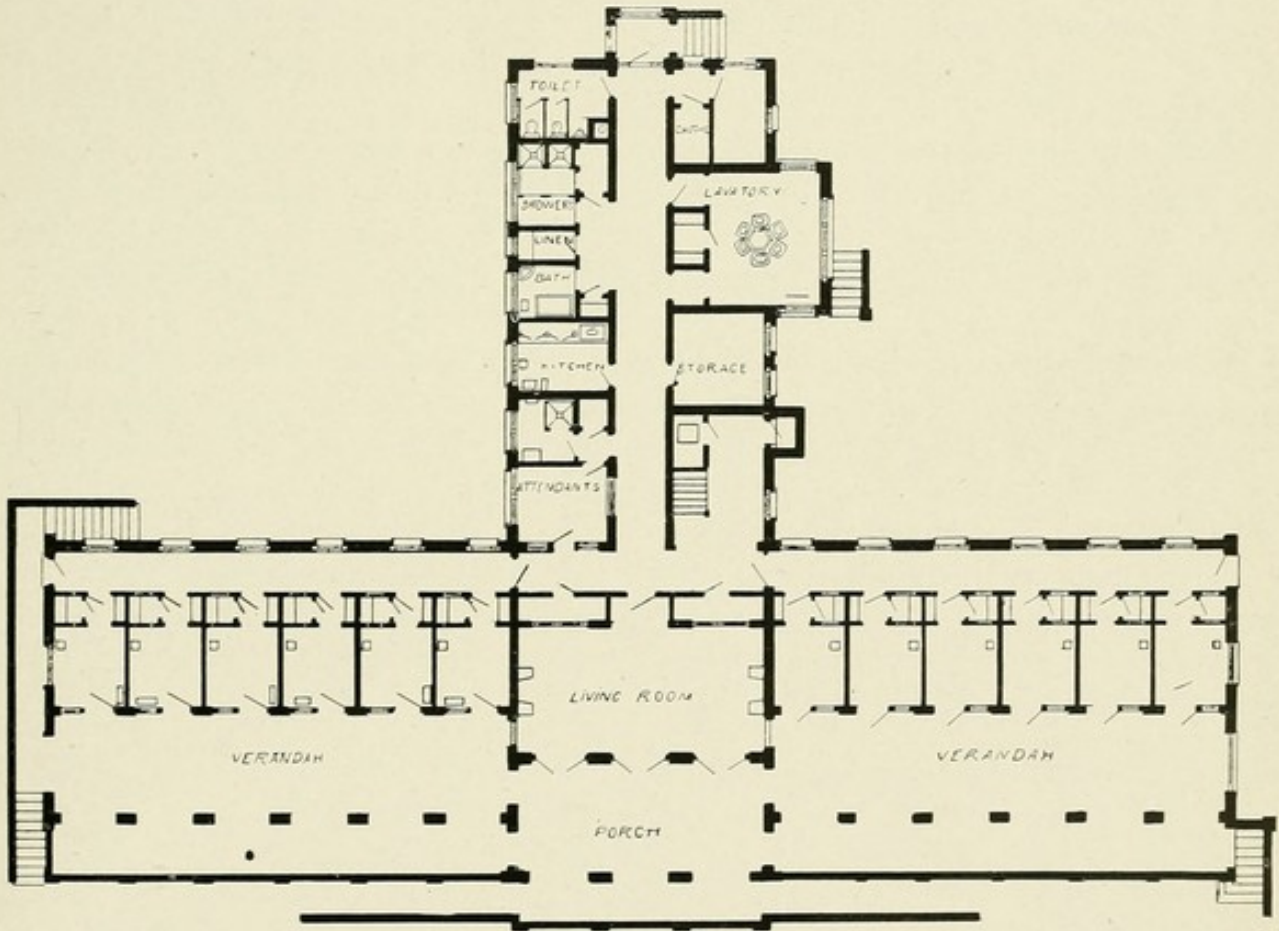 TOILET
LAVATORY
SHOWER
LINEN
BATH
KITCHEN
STORAGE
ATTENDANTS
LIVING ROOM
VERANDAH
VERANDAH
PORCH